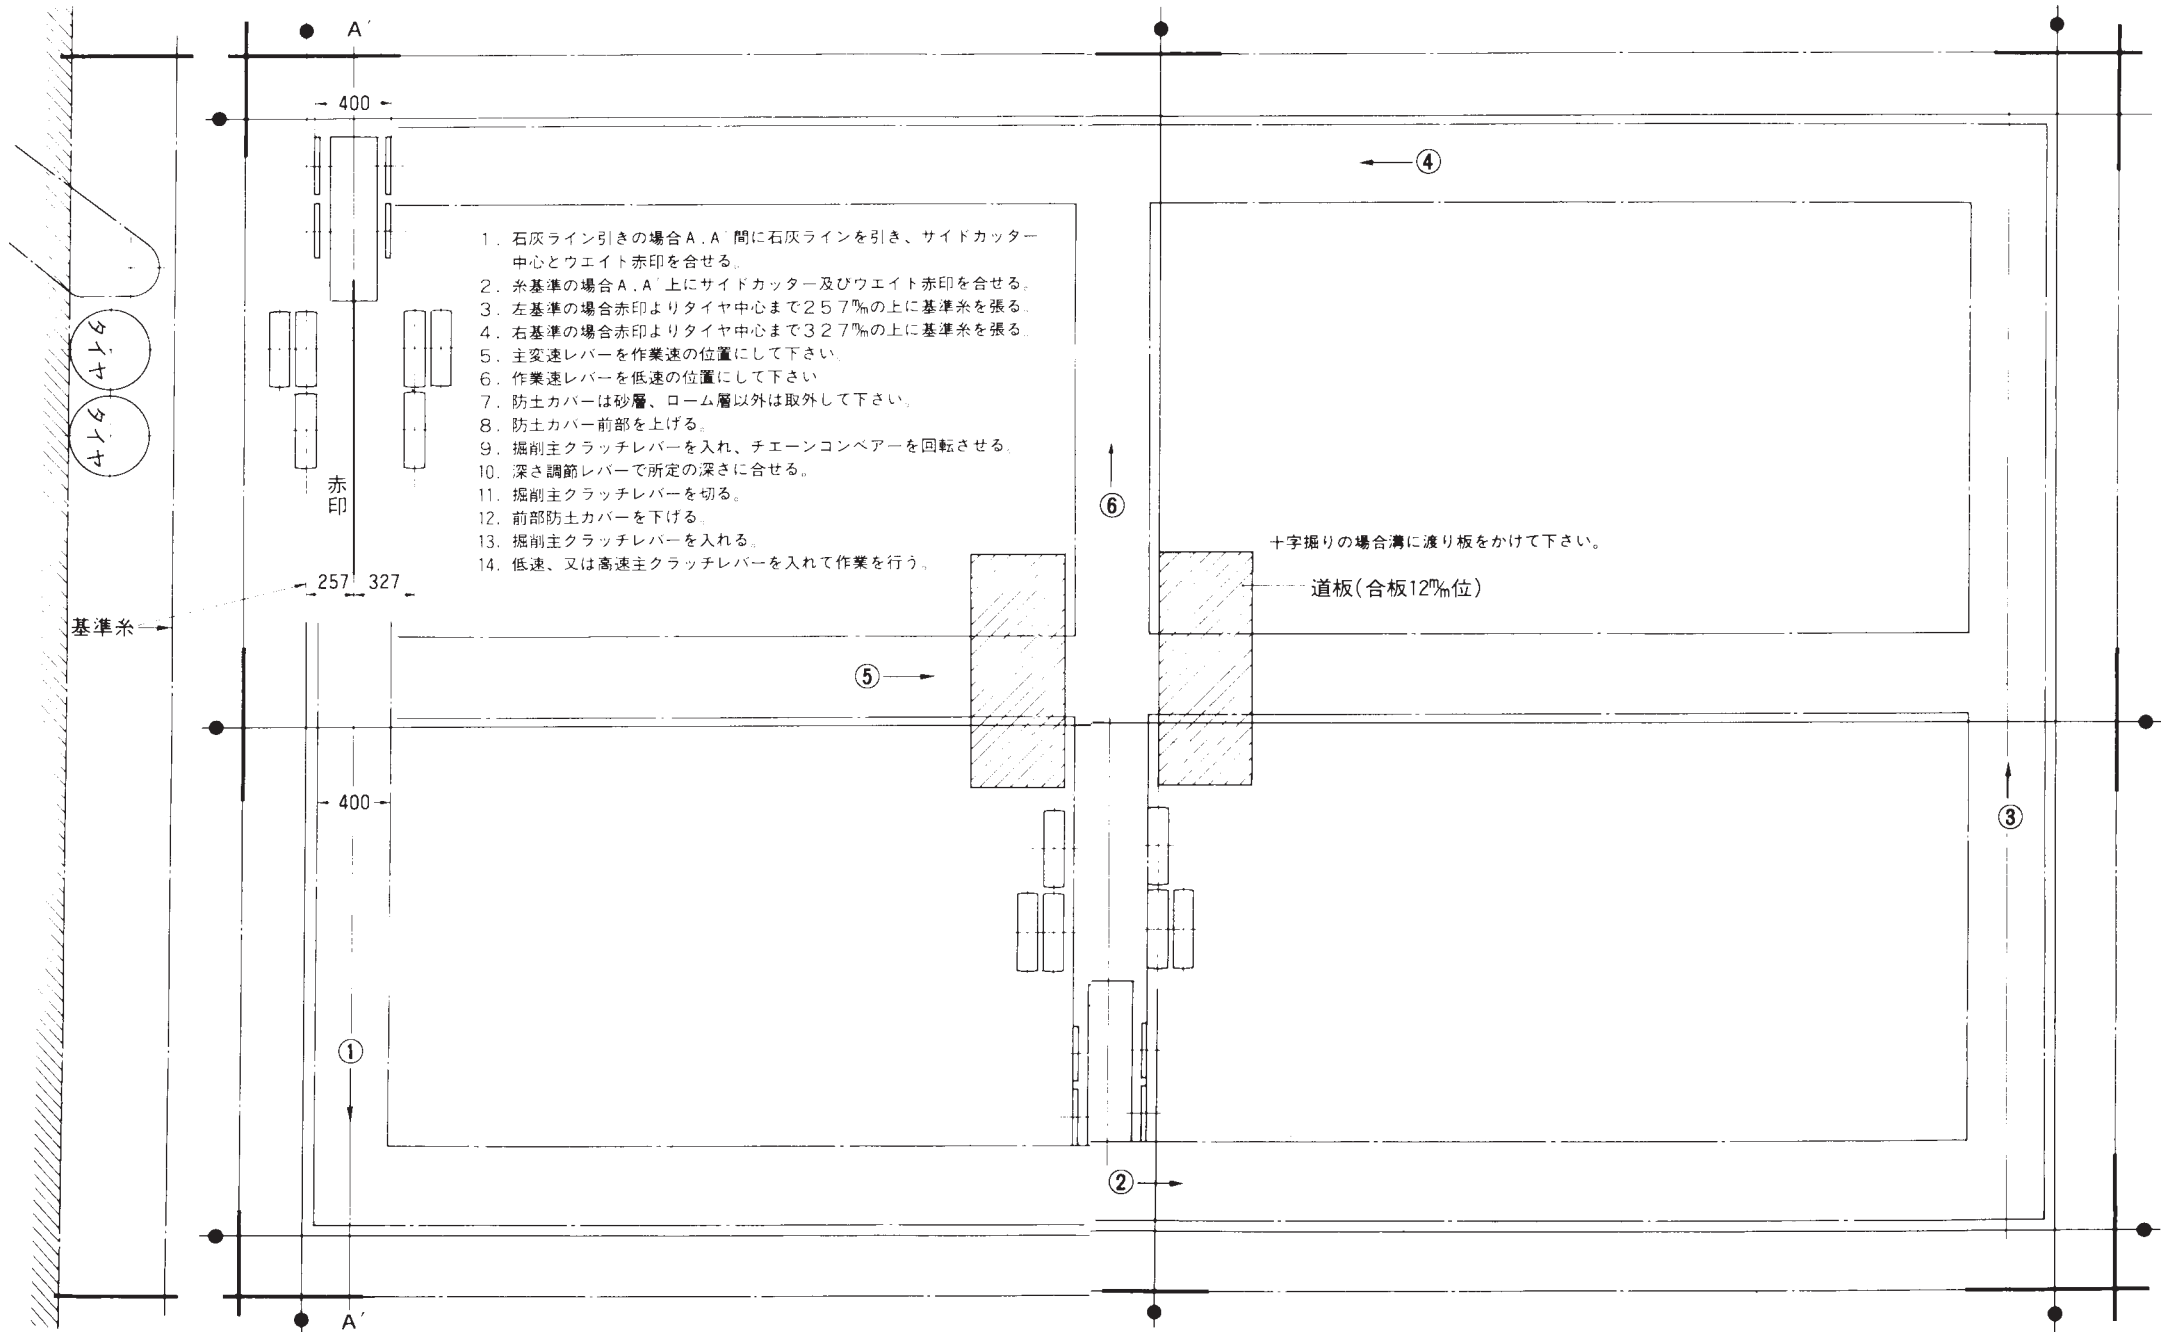 A′
400
④
1. 石灰ライン引きの場合A.A′間に石灰ラインを引き、サイドカッター
中心とウエイト赤印を合せる。
2. 糸基準の場合A.A′上にサイドカッター及びウエイト赤印を合せる。
3. 左基準の場合赤印よりタイヤ中心まで257㎜の上に基準糸を張る。
4. 右基準の場合赤印よりタイヤ中心まで327㎜の上に基準糸を張る。
5. 主変速レバーを作業速の位置にして下さい。
6. 作業速レバーを低速の位置にして下さい
7. 防土カバーは砂層、ローム層以外は取外して下さい。
8. 防土カバー前部を上げる。
9. 掘削主クラッチレバーを入れ、チエーンコンベアーを回転させる。
10. 深さ調節レバーで所定の深さに合せる。
11. 掘削主クラッチレバーを切る。
12. 前部防土カバーを下げる。
13. 掘削主クラッチレバーを入れる。
14. 低速、又は高速主クラッチレバーを入れて作業を行う。
タイヤ
タイヤ
赤印
⑥
十字掘りの場合溝に渡り板をかけて下さい。
257 327
道板(合板12㎜位)
基準糸
⑤
400
③
①
②
A′